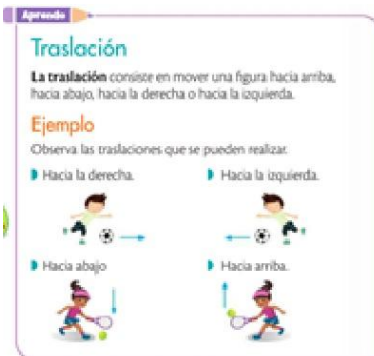 Aprendo
Traslación
La traslación consiste en mover una figura hacia arriba,
hacia abajo, hacia la derecha o hacia la izquierda.
Ejemplo
Observa las traslaciones que se pueden realizar.
Hacia la derecha.
Hacia la izquierda.
Hacia abajo
Hacia arriba.